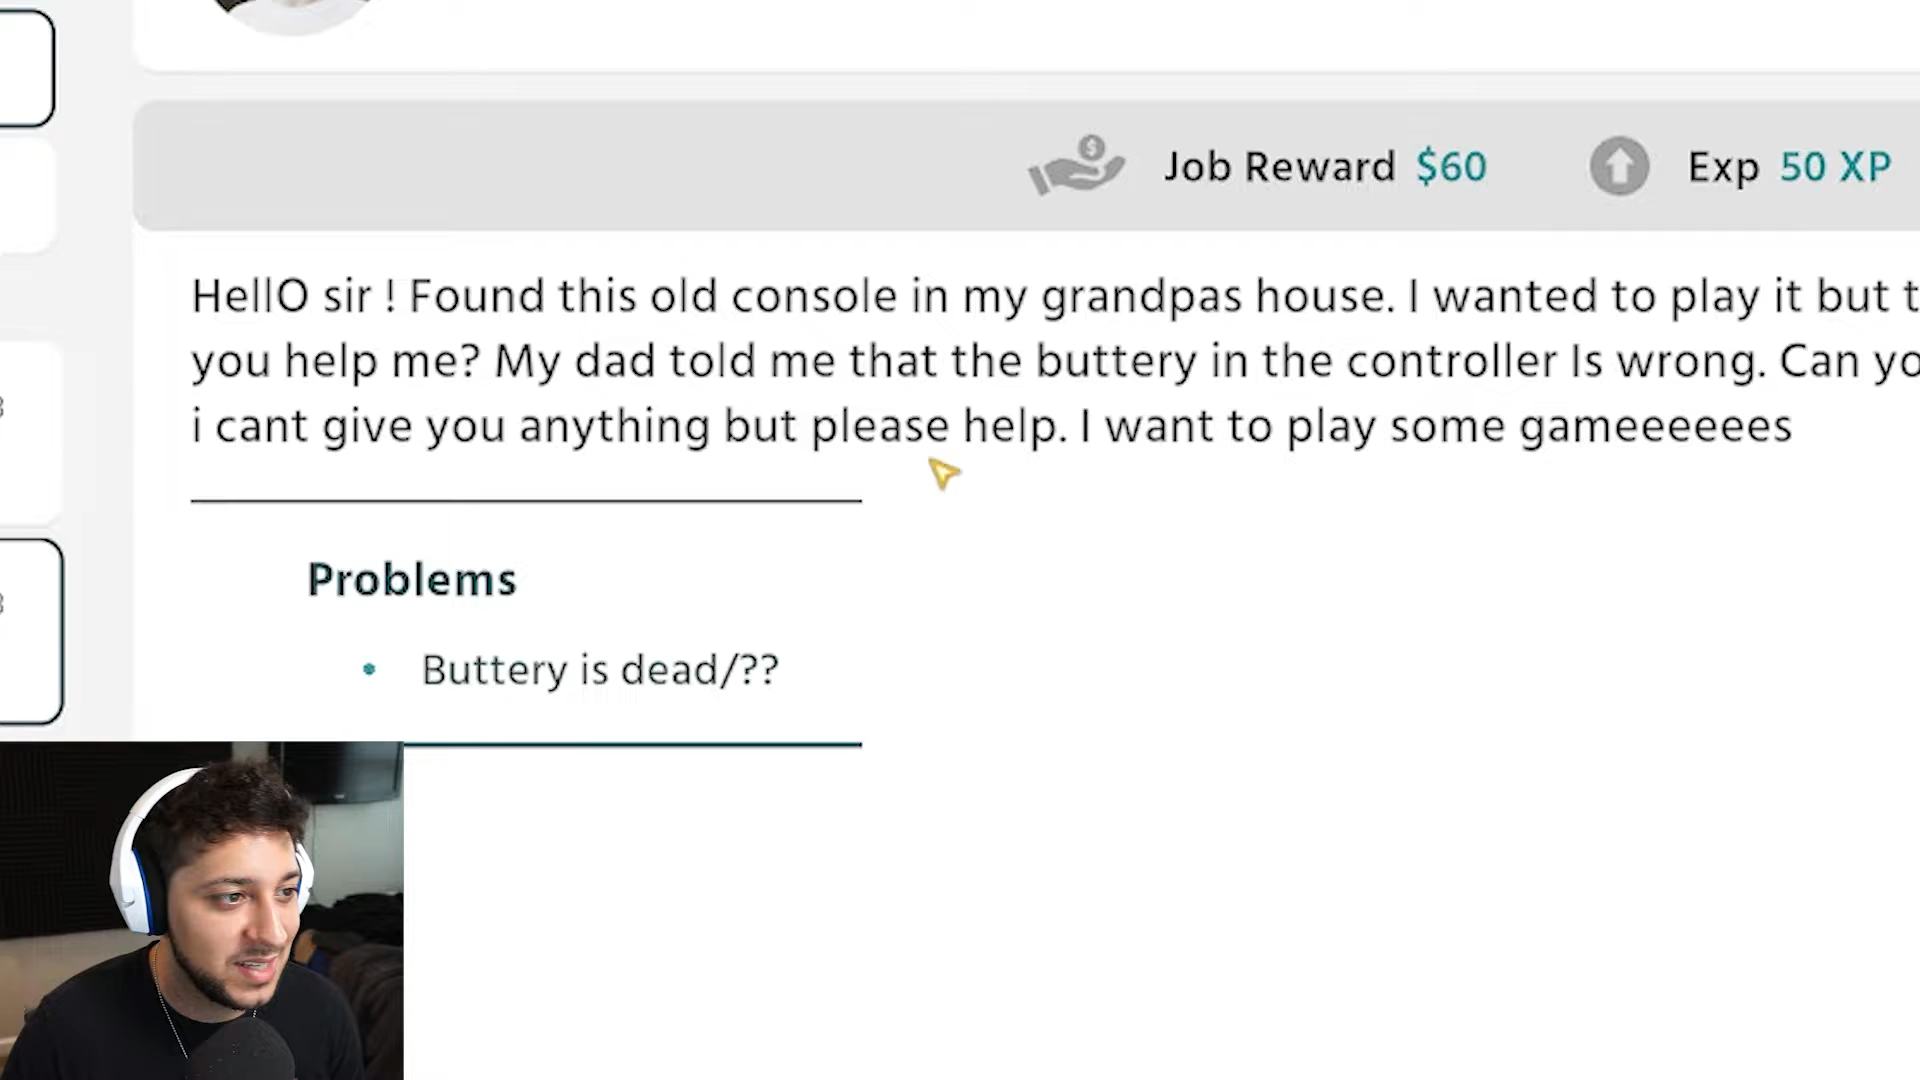 Job Reward $60 Exp 50 XP
HellO sir ! Found this old console in my grandpas house. I wanted to play it but
you help me? My dad told me that the buttery in the controller Is wrong. Can
i cant give you anything but please help. I want to play some gameeeeees
Problems
• Buttery is dead/??